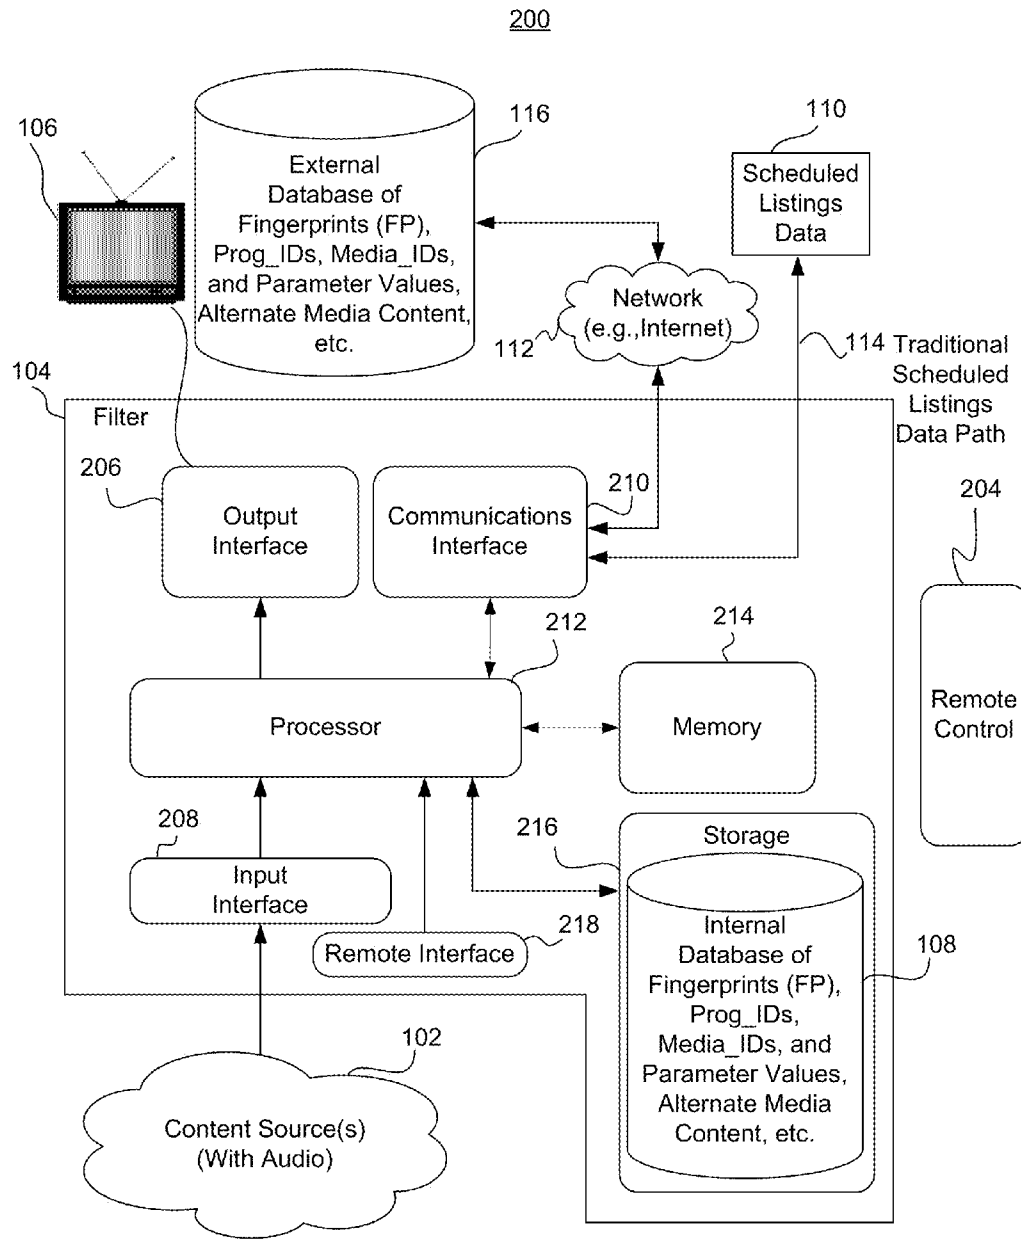 200
106
External
Database of
Fingerprints (FP),
Prog_IDs, Media_IDs,
and Parameter Values,
Alternate Media Content,
etc.
116
110
Scheduled
Listings
Data
Network
(e.g.,Internet)
112
114 Traditional
Scheduled
Listings
Data Path
104
Filter
206
Output
Interface
210
Communications
Interface
204
Remote
Control
212
Processor
214
Memory
208
Input
Interface
218
Remote Interface
216
Storage
Internal
Database of
Fingerprints (FP),
Prog_IDs,
Media_IDs, and
Parameter Values,
Alternate Media
Content, etc.
108
102
Content Source(s)
(With Audio)